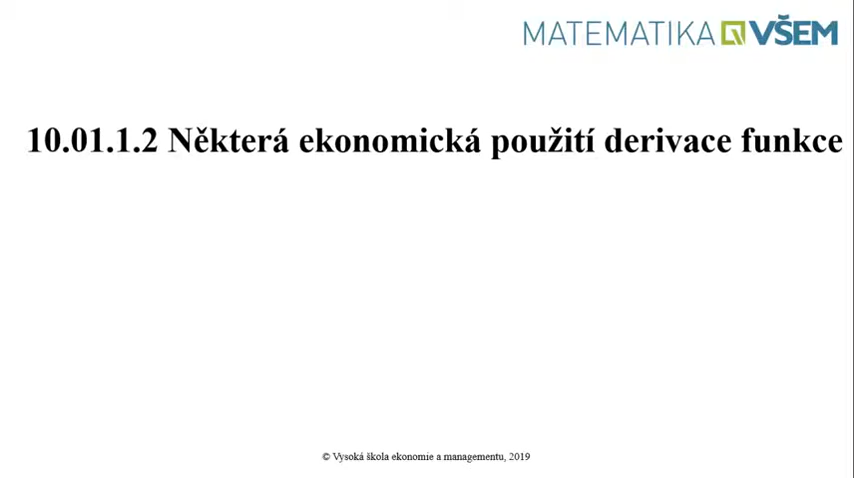 MATEMATIKA VŠEM
10.01.1.2 Některá ekonomická použití derivace funkce
© Vysoká škola ekonomie a managementu, 2019